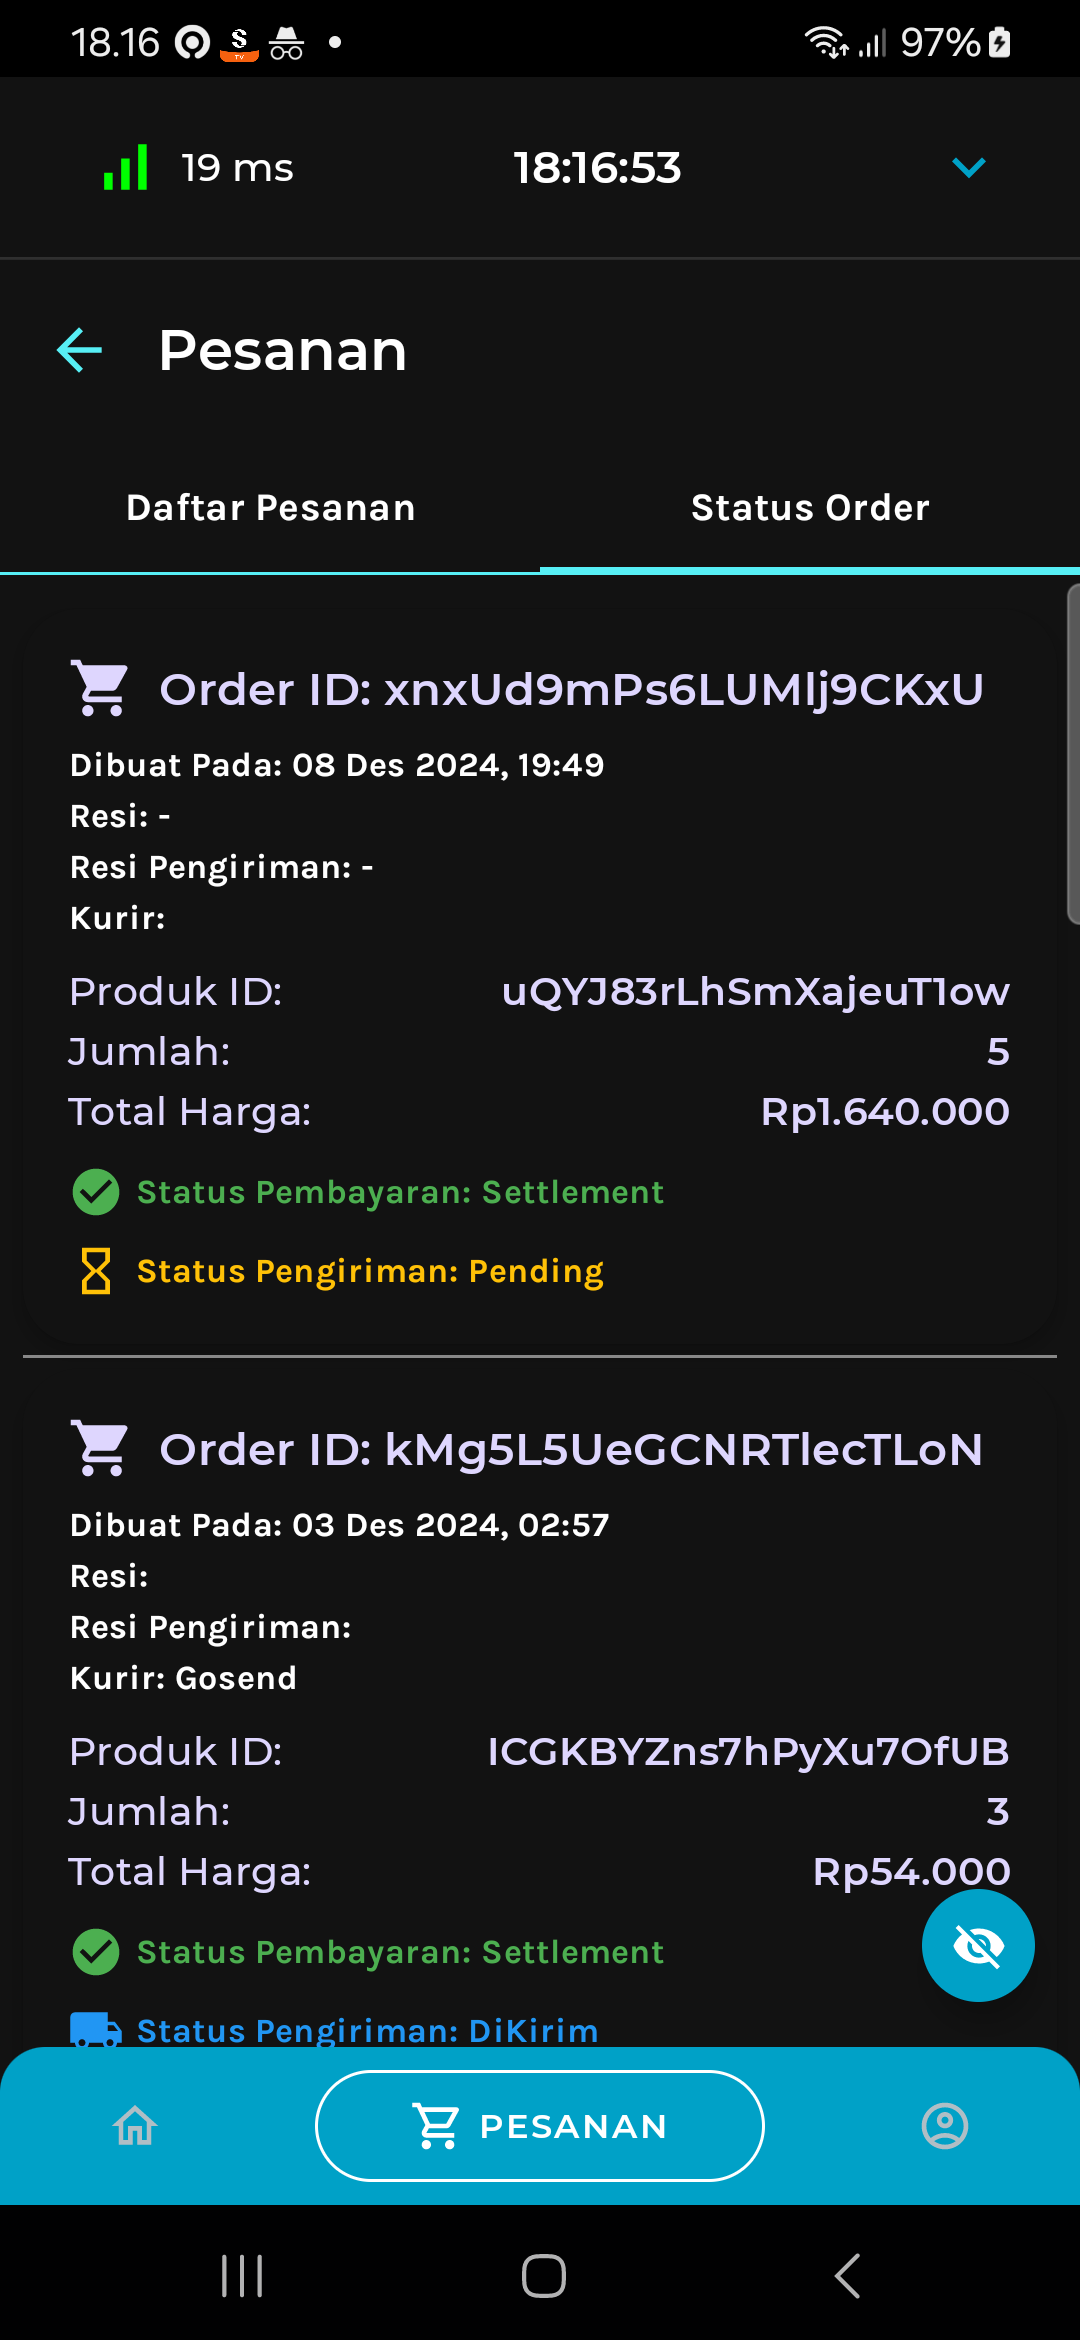 18.16
S
TV
97%
19 ms
18:16:53
Pesanan
Daftar Pesanan
Status Order
Order ID: xnxUd9mPs6LUMlj9CKxU
Dibuat Pada: 08 Des 2024, 19:49
Resi: -
Resi Pengiriman: -
Kurir:
Produk ID: uQYJ83rLhSmXajeuT1ow
Jumlah: 5
Total Harga: Rp1.640.000
Status Pembayaran: Settlement
Status Pengiriman: Pending
Order ID: kMg5L5UeGCNRTlecTLoN
Dibuat Pada: 03 Des 2024, 02:57
Resi:
Resi Pengiriman:
Kurir: Gosend
Produk ID: ICGKBYZns7hPyXu7OfUB
Jumlah: 3
Total Harga: Rp54.000
Status Pembayaran: Settlement
Status Pengiriman: DiKirim
PESANAN